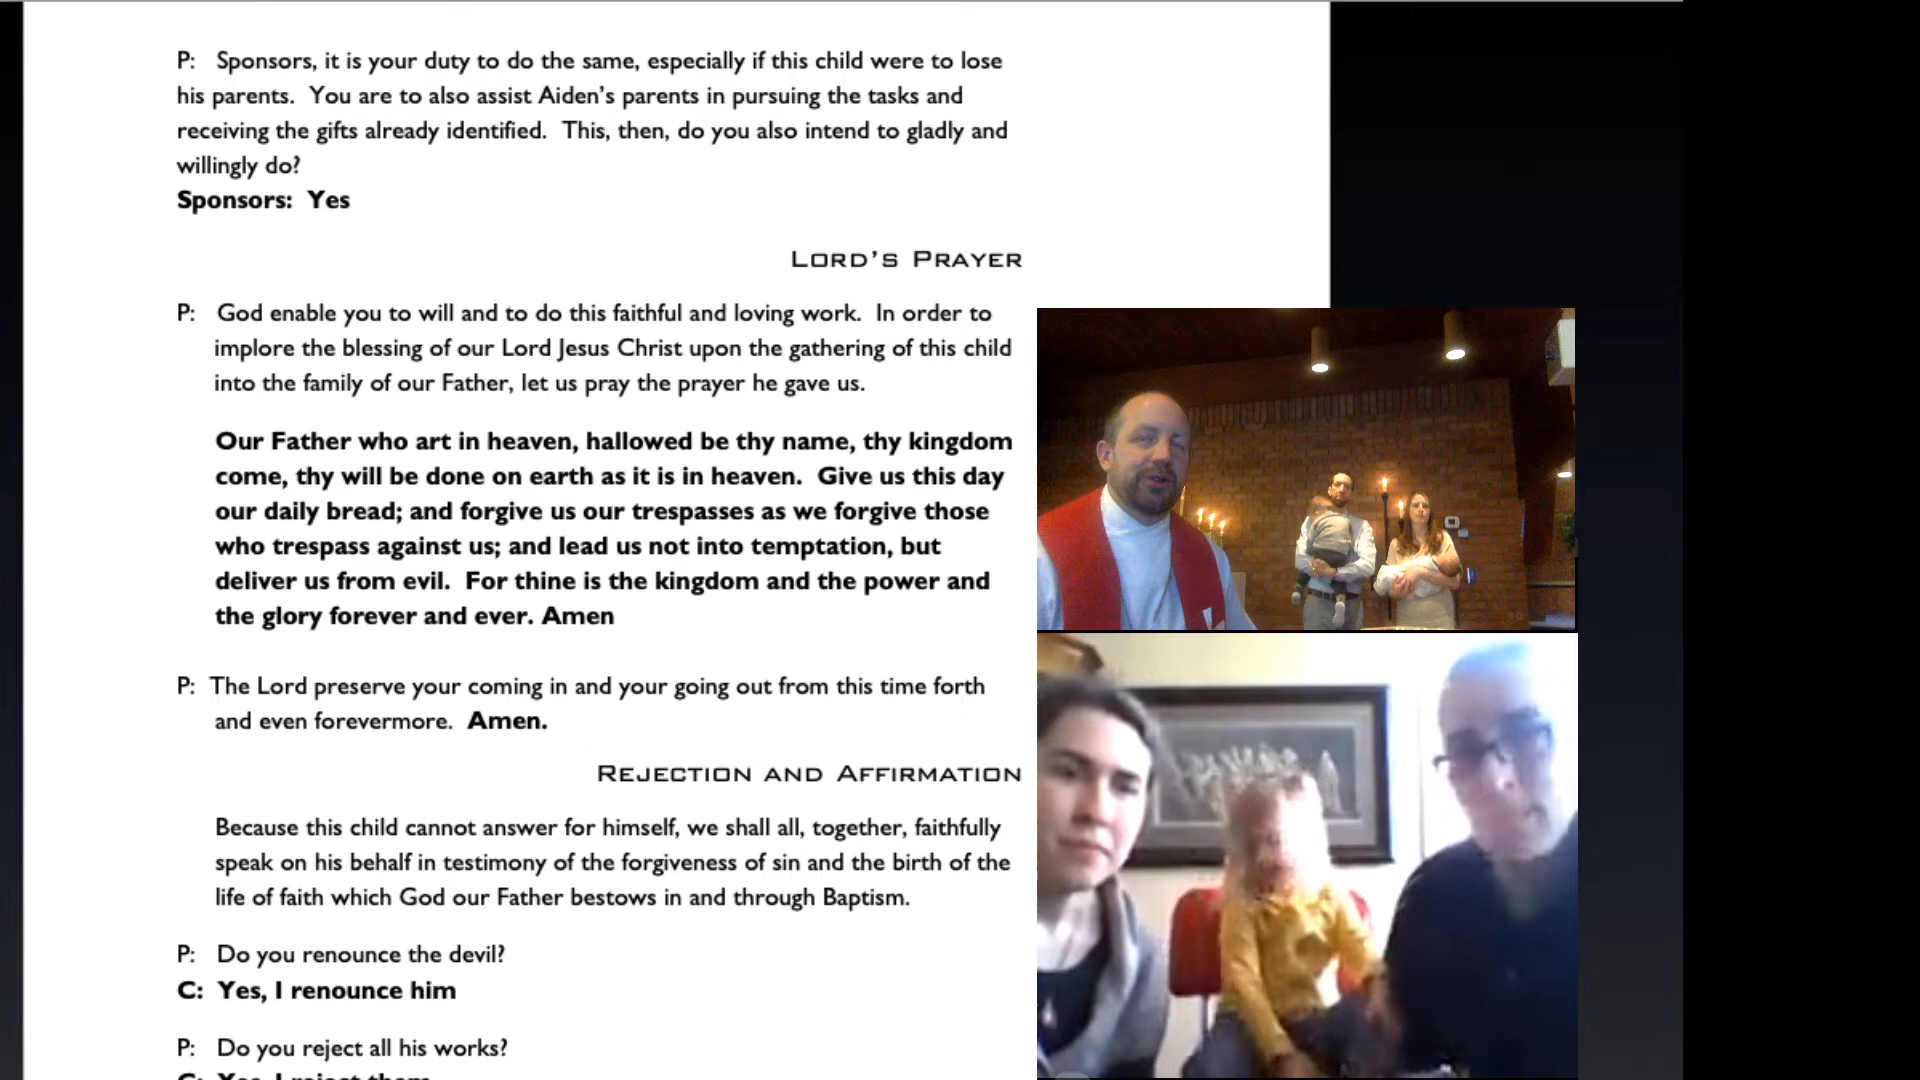 P: Sponsors, it is your duty to do the same, especially if this child were to lose
his parents. You are to also assist Aiden's parents in pursuing the tasks and
receiving the gifts already identified. This, then, do you also intend to gladly and
willingly do?
Sponsors: Yes
LORD'S PRAYER
P: God enable you to will and to do this faithful and loving work. In order to
implore the blessing of our Lord Jesus Christ upon the gathering of this child
into the family of our Father, let us pray the prayer he gave us.
Our Father who art in heaven, hallowed be thy name, thy kingdom
come, thy will be done on earth as it is in heaven. Give us this day
our daily bread; and forgive us our trespasses as we forgive those
who trespass against us; and lead us not into temptation, but
deliver us from evil. For thine is the kingdom and the power and
the glory forever and ever. Amen
P: The Lord preserve your coming in and your going out from this time forth
and even forevermore. Amen.
REJECTION AND AFFIRMATION
Because this child cannot answer for himself, we shall all, together, faithfully
speak on his behalf in testimony of the forgiveness of sin and the birth of the
life of faith which God our Father bestows in and through Baptism.
P: Do you renounce the devil?
C: Yes, I renounce him
P: Do you reject all his works?
C: Yes, I reject them